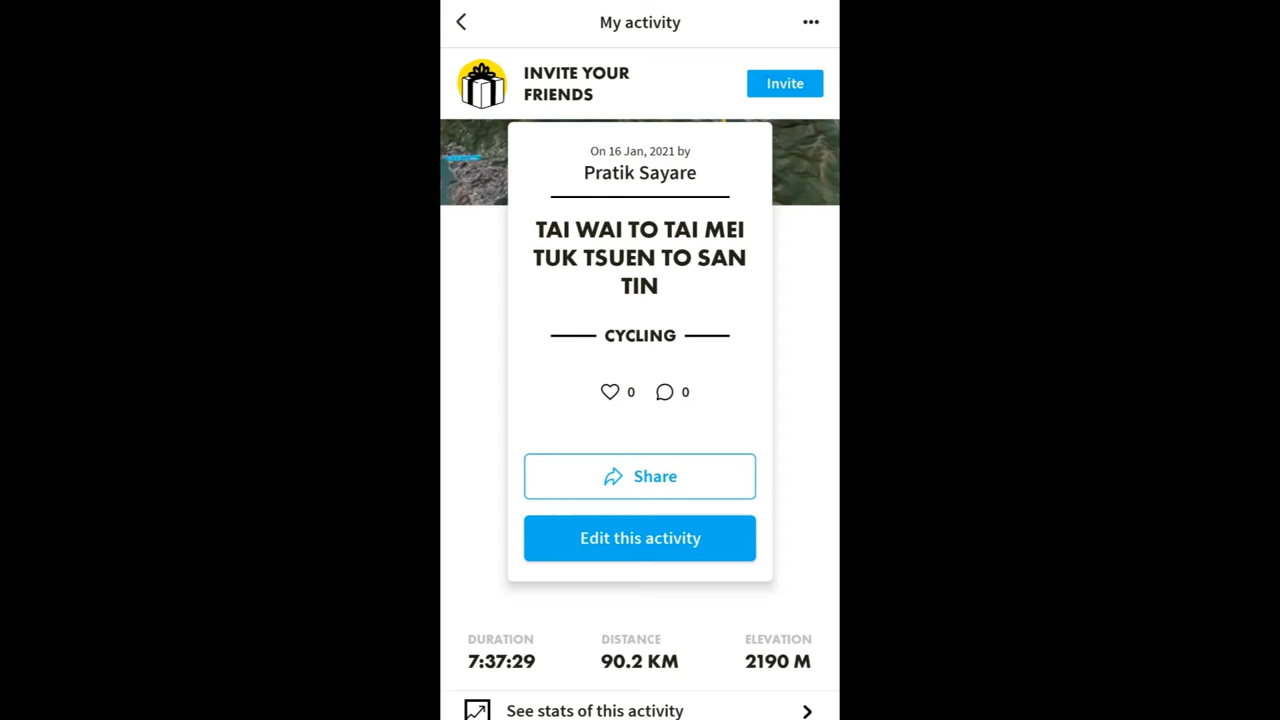 My activity
INVITE YOUR
FRIENDS
Invite
On 16 Jan, 2021 by
Pratik Sayare
TAI WAI TO TAI MEI
TUK TSUEN TO SAN
TIN
CYCLING
0 0
Share
Edit this activity
DURATION DISTANCE ELEVATION
7:37:29 90.2 KM 2190 M
See stats of this activity